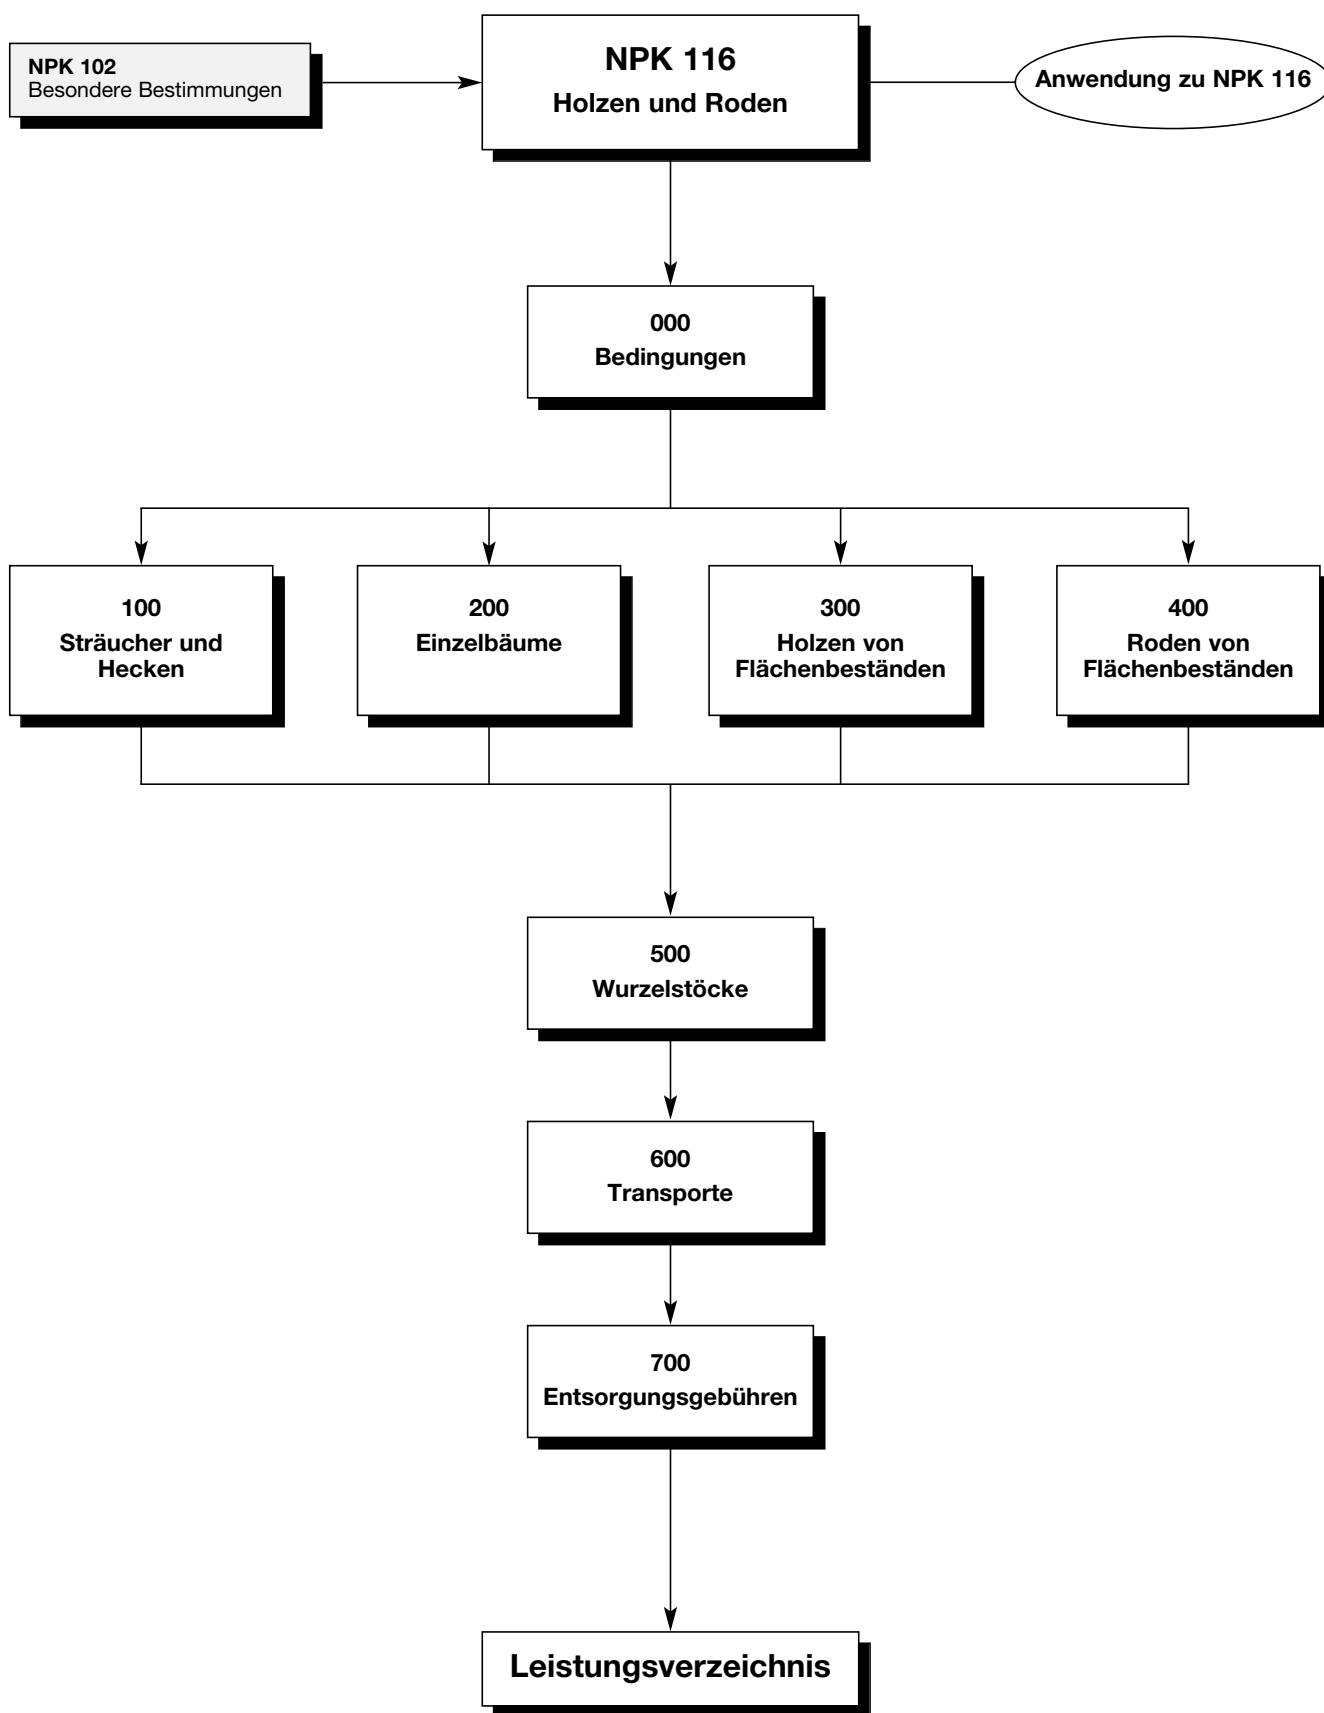 NPK 102
Besondere Bestimmungen
NPK 116
Holzen und Roden
Anwendung zu NPK 116
000
Bedingungen
100
Sträucher und
Hecken
200
Einzelbäume
300
Holzen von
Flächenbeständen
400
Roden von
Flächenbeständen
500
Wurzelstöcke
600
Transporte
700
Entsorgungsgebühren
Leistungsverzeichnis